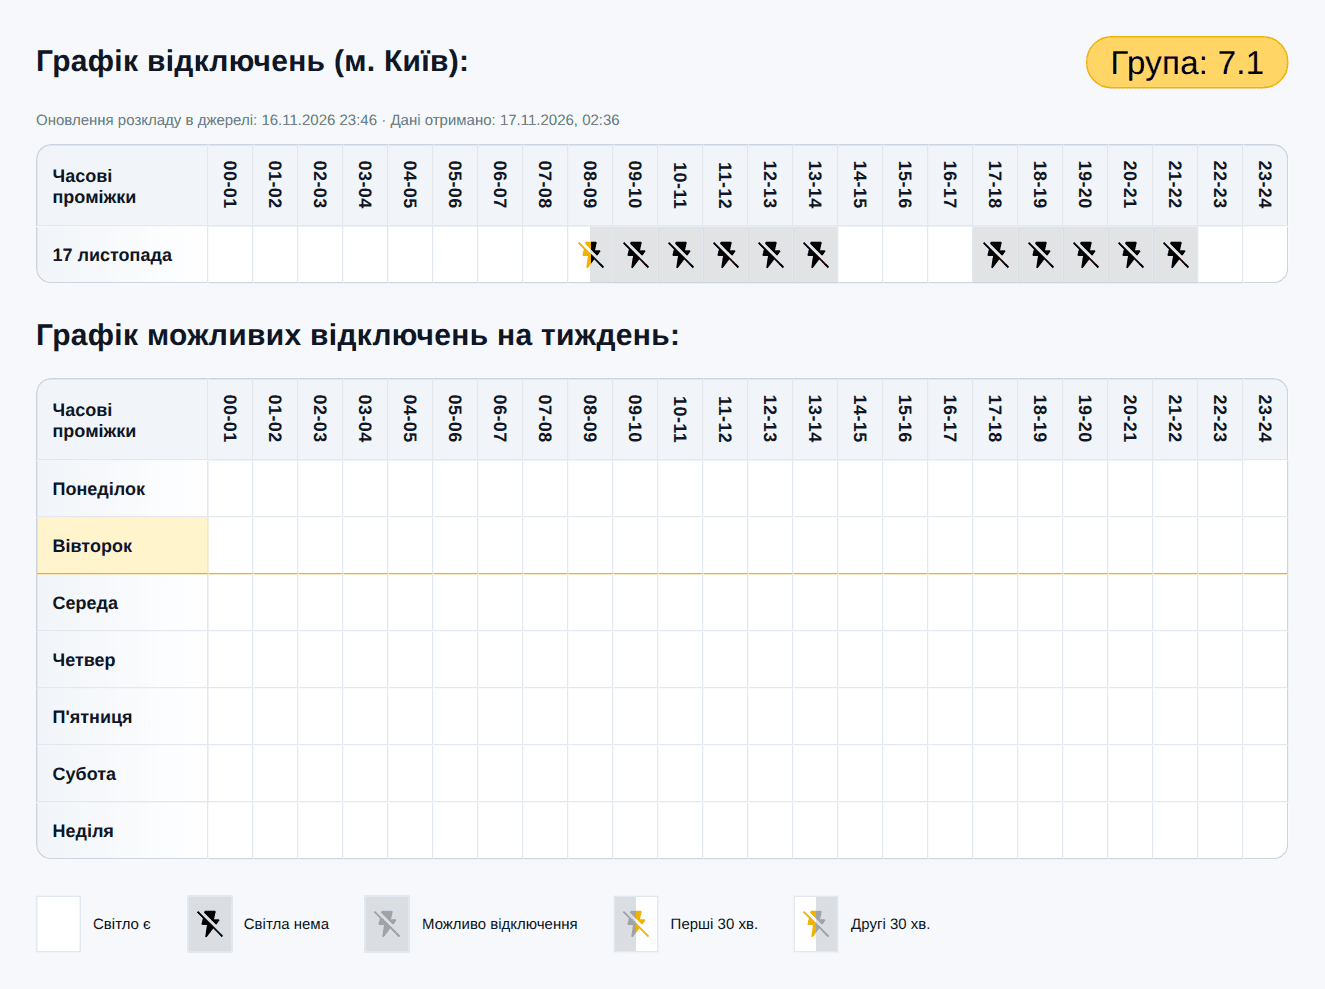 Графік відключень (м. Київ):
Група: 7.1
Оновлення розкладу в джерелі: 16.11.2026 23:46 · Дані отримано: 17.11.2026, 02:36
Часові проміжки 00-01 01-02 02-03 03-04 04-05 05-06 06-07 07-08 08-09 09-10 10-11 11-12 12-13 13-14 14-15 15-16 16-17 17-18 18-19 19-20 20-21 21-22 22-23 23-24
17 листопада
Графік можливих відключень на тиждень:
Часові проміжки 00-01 01-02 02-03 03-04 04-05 05-06 06-07 07-08 08-09 09-10 10-11 11-12 12-13 13-14 14-15 15-16 16-17 17-18 18-19 19-20 20-21 21-22 22-23 23-24
Понеділок
Вівторок
Середа
Четвер
П'ятниця
Субота
Неділя
Світло є Світла нема Можливо відключення Перші 30 хв. Другі 30 хв.